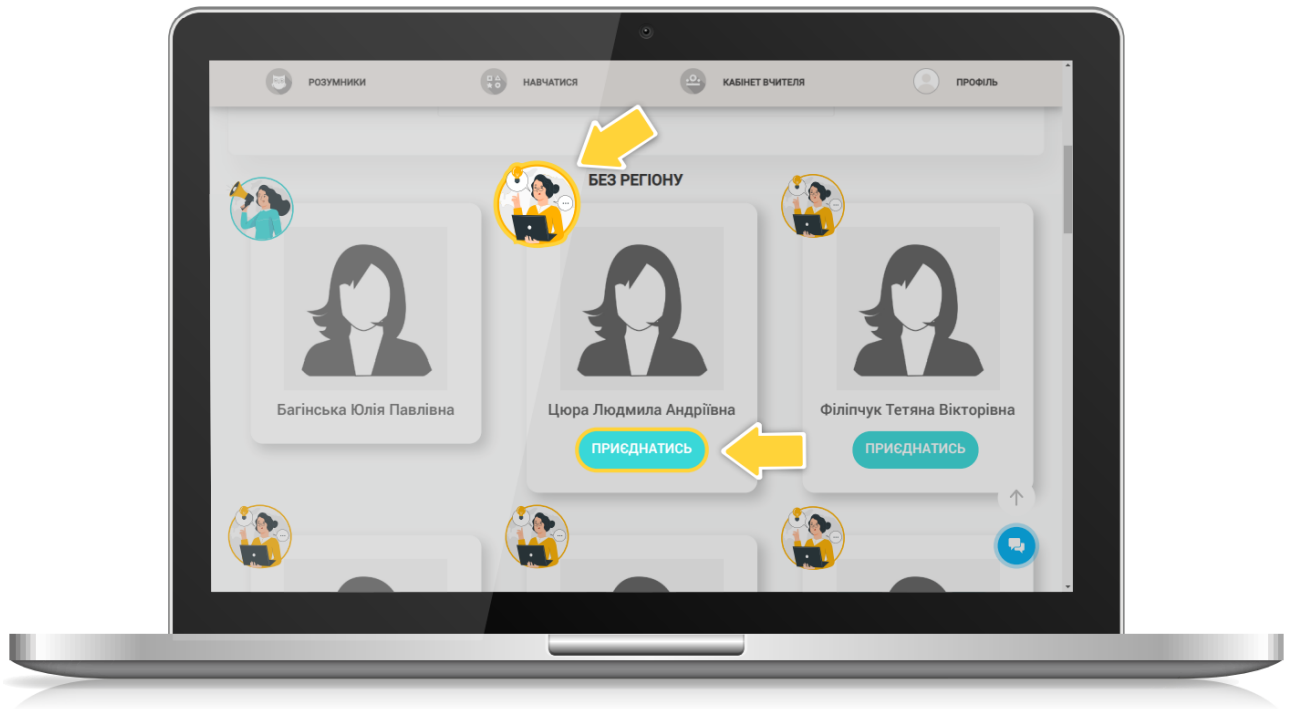 РОЗУМНИКИ
НАВЧАТИСЯ
КАБІНЕТ ВЧИТЕЛЯ
ПРОФІЛЬ
БЕЗ РЕГІОНУ
Багінська Юлія Павлівна
Цюра Людмила Андріївна
Філіпчук Тетяна Вікторівна
ПРИЄДНАТИСЬ
ПРИЄДНАТИСЬ